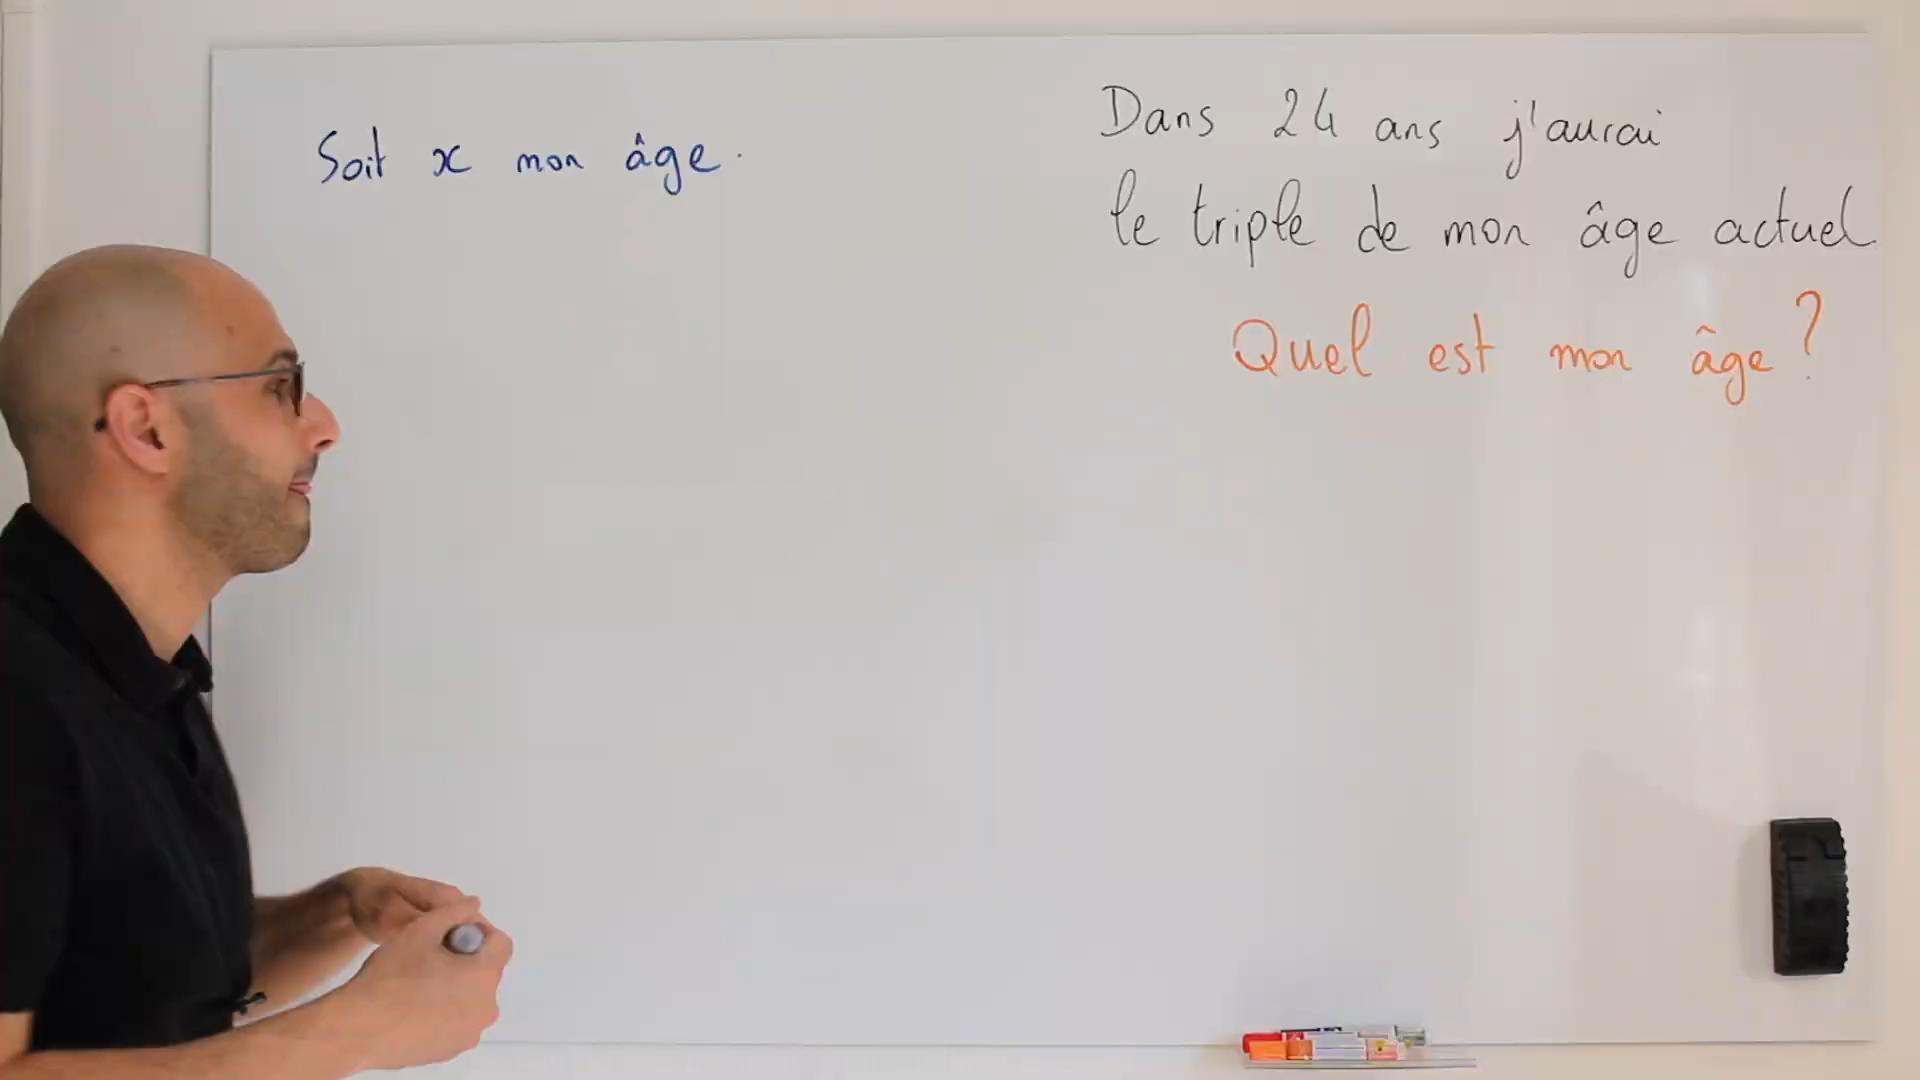 Soit x mon âge.
Dans 24 ans j'aurai
le triple de mon âge actuel.
Quel est mon âge ?